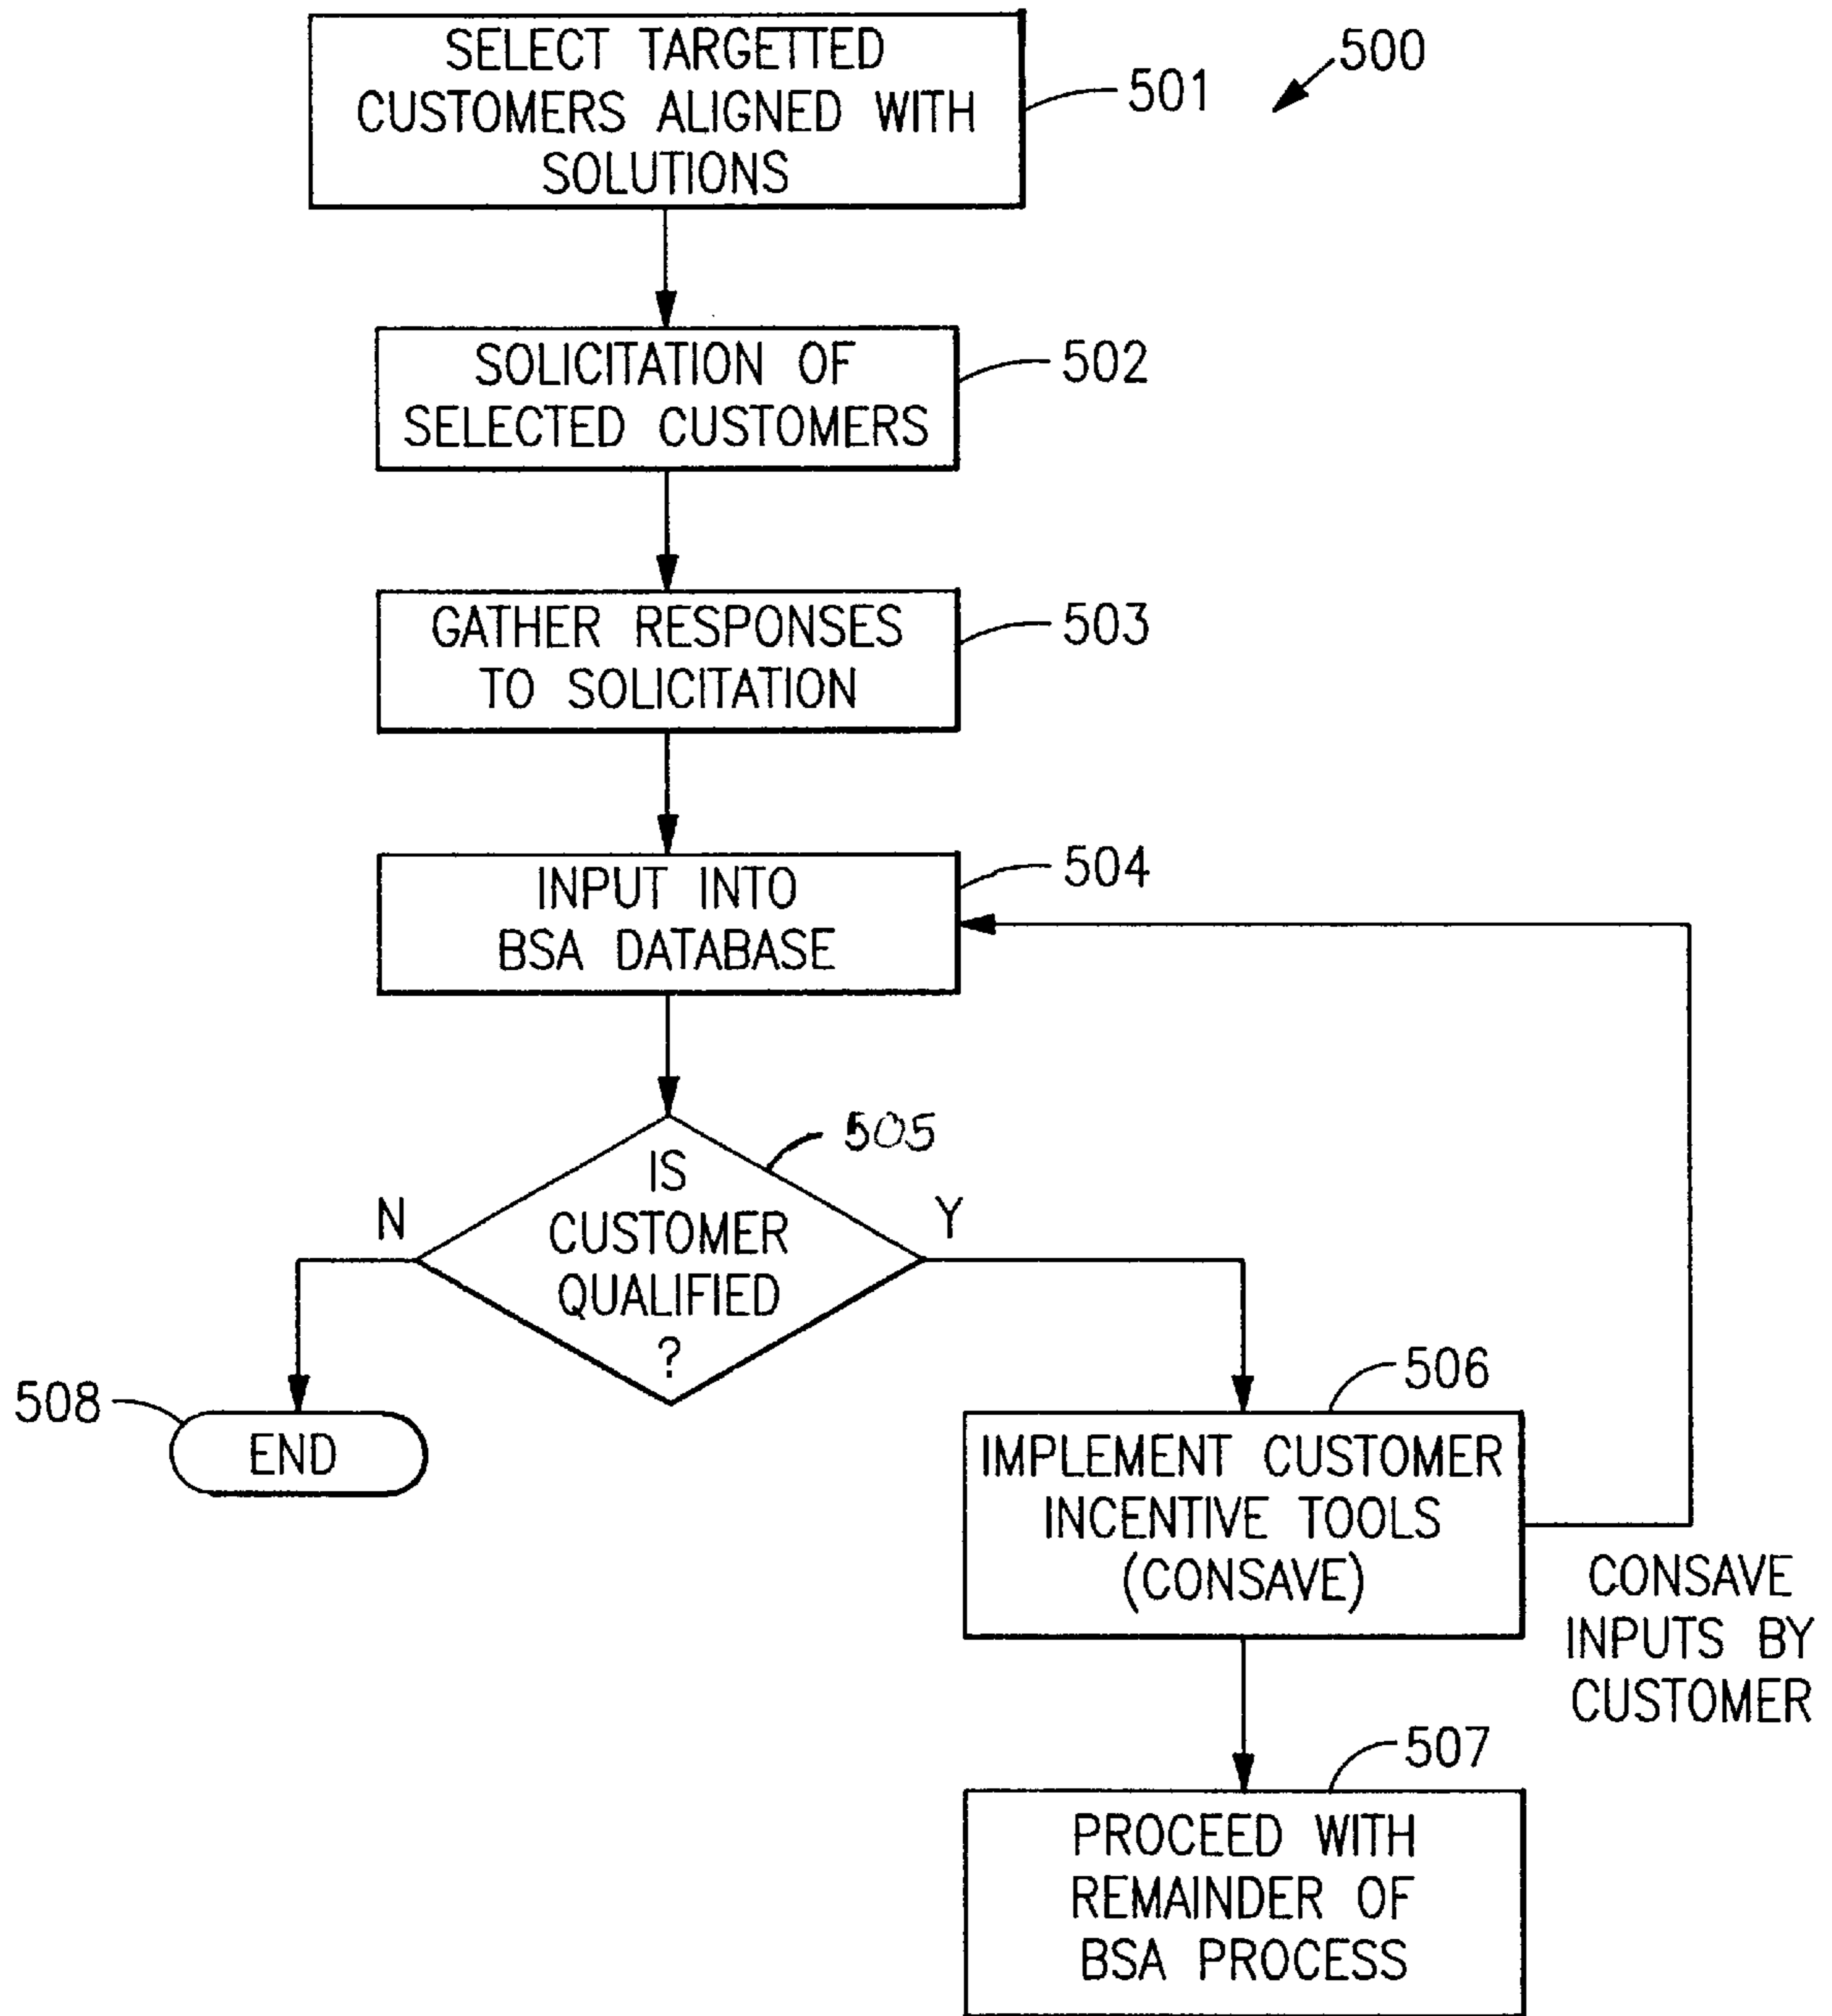 SELECT TARGETTED
CUSTOMERS ALIGNED WITH
SOLUTIONS
501
500
SOLICITATION OF
SELECTED CUSTOMERS
502
GATHER RESPONSES
TO SOLICITATION
503
INPUT INTO
BSA DATABASE
504
505
IS
CUSTOMER
QUALIFIED
?
N
Y
508
END
506
IMPLEMENT CUSTOMER
INCENTIVE TOOLS
(CONSAVE)
CONSAVE
INPUTS BY
CUSTOMER
507
PROCEED WITH
REMAINDER OF
BSA PROCESS